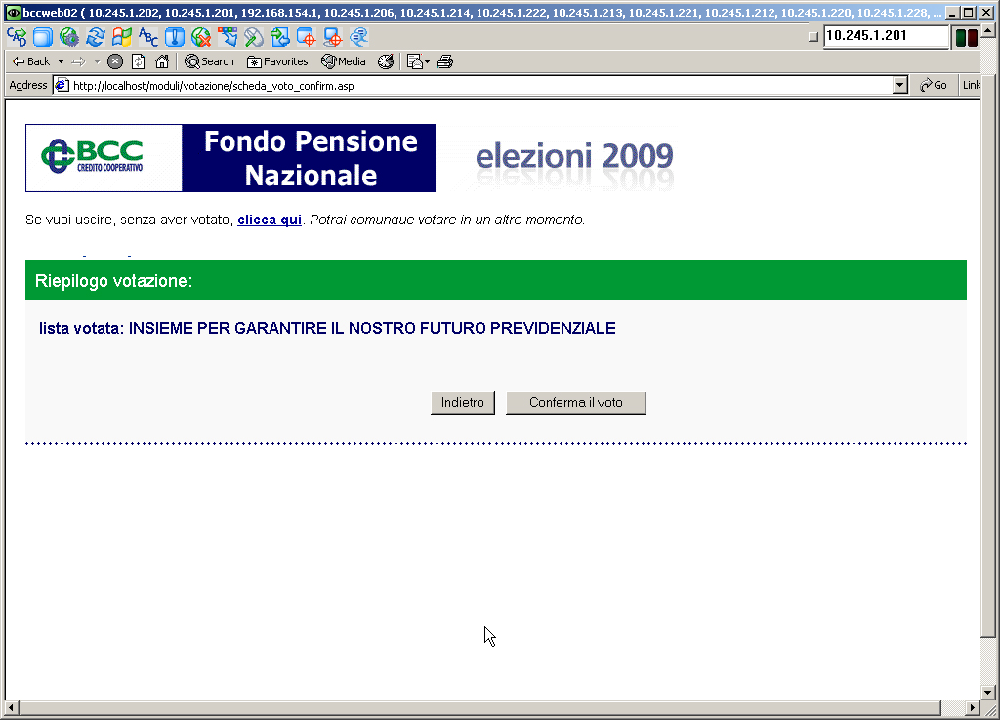 bccweb02 ( 10.245.1.202, 10.245.1.201, 192.168.154.1, 10.245.1.206, 10.245.1.214, 10.245.1.222, 10.245.1.213, 10.245.1.221, 10.245.1.212, 10.245.1.220, 10.245.1.228, ...
10.245.1.201
Back Search Favorites Media
Address http://localhost/moduli/votazione/scheda_voto_confirm.asp Go Link
BCC
CREDITO COOPERATIVO
Fondo Pensione
Nazionale
elezioni 2009
Se vuoi uscire, senza aver votato, clicca qui. Potrai comunque votare in un altro momento.
Riepilogo votazione:
lista votata: INSIEME PER GARANTIRE IL NOSTRO FUTURO PREVIDENZIALE
Indietro Conferma il voto